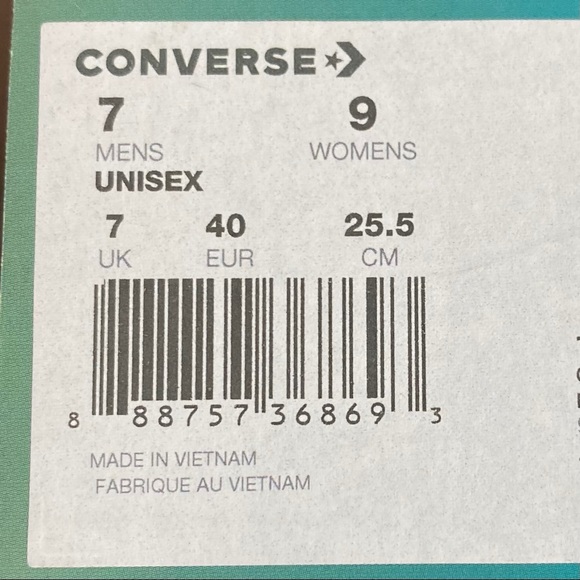 CONVERSE
7 9
MENS WOMENS
UNISEX
7 40 25.5
UK EUR CM
8 88757 36869 3
MADE IN VIETNAM
FABRIQUE AU VIETNAM